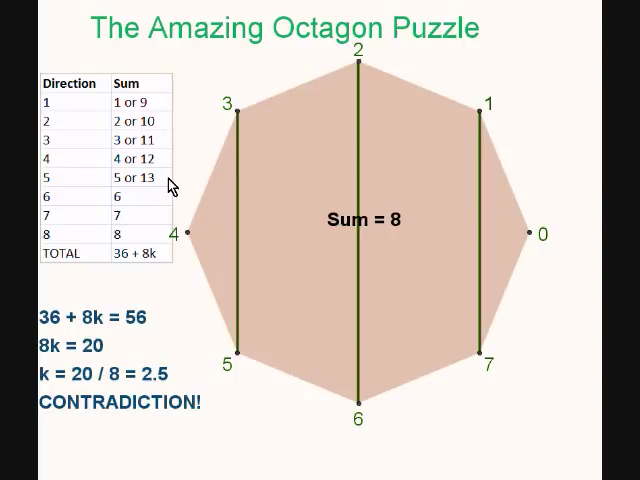 The Amazing Octagon Puzzle
Direction Sum
1 1 or 9
2 2 or 10
3 3 or 11
4 4 or 12
5 5 or 13
6 6
7 7
8 8
TOTAL 36 + 8k
36 + 8k = 56
8k = 20
k = 20 / 8 = 2.5
CONTRADICTION!
2
3
1
Sum = 8
4
0
5
7
6